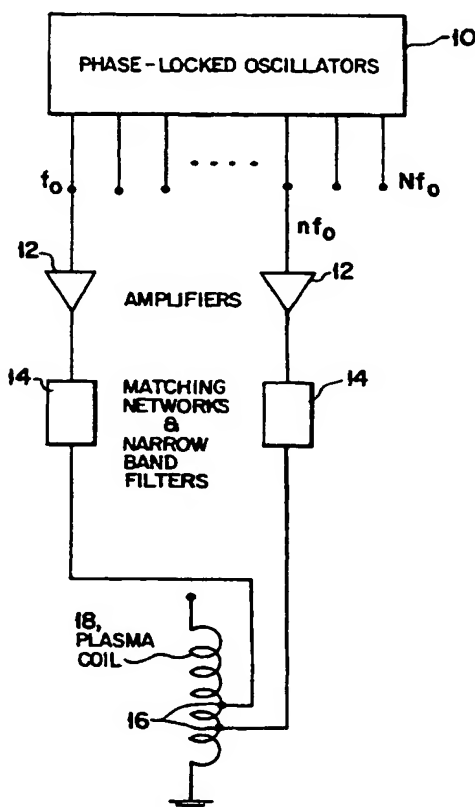 10
PHASE-LOCKED OSCILLATORS
f₀
Nf₀
nf₀
12
12
AMPLIFIERS
14
14
MATCHING
NETWORKS
&
NARROW
BAND
FILTERS
18,
PLASMA
COIL
16